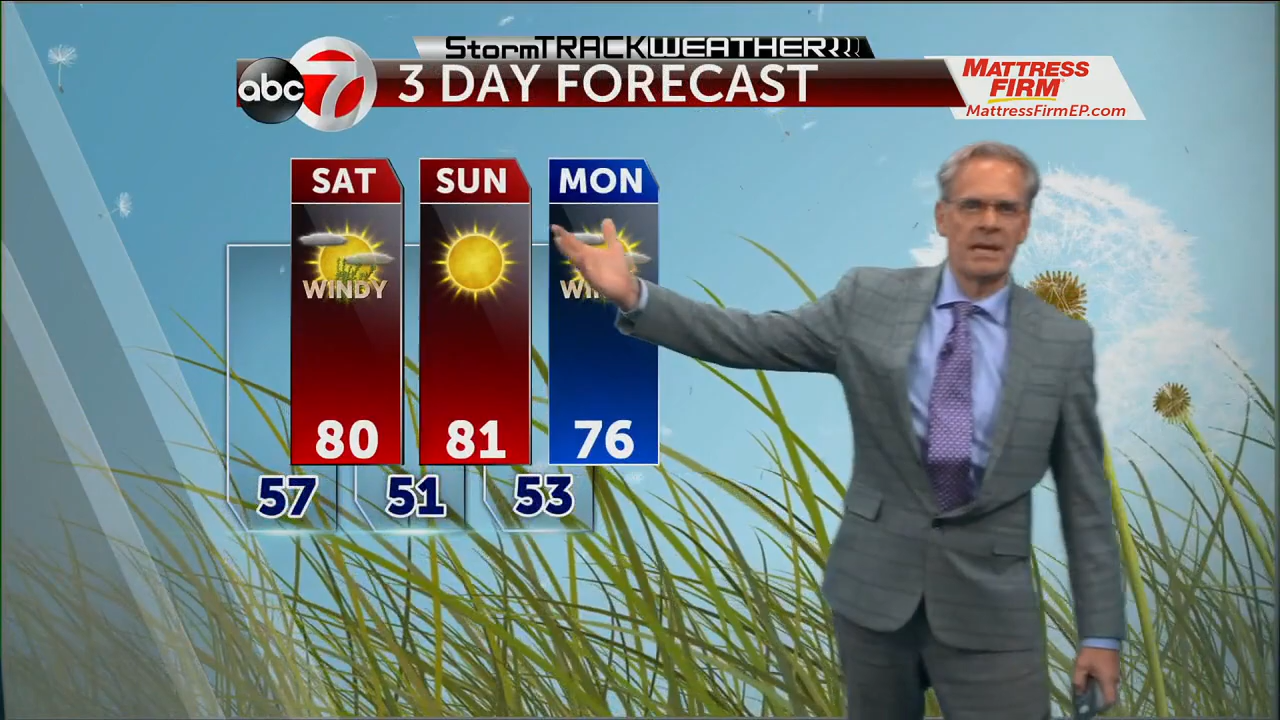 StormTRACKWEATHER
abc 7 3 DAY FORECAST
MATTRESS
FIRM
MattressFirmEP.com
SAT SUN MON
WINDY
80 81 76
57 51 53